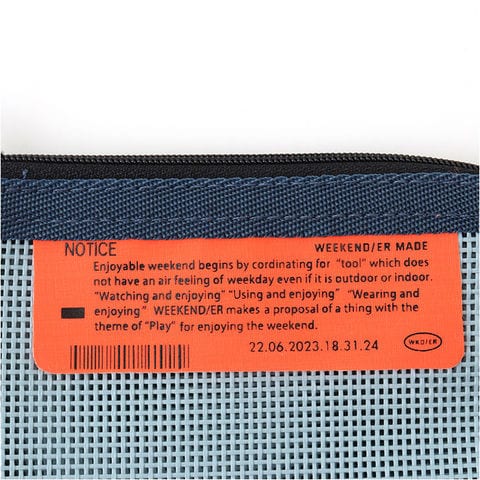 NOTICE WEEKEND/ER MADE
Enjoyable weekend begins by cordinating for "tool" which does
not have an air feeling of weekday even if it is outdoor or indoor.
"Watching and enjoying" "Using and enjoying" "Wearing and
enjoying" WEEKEND/ER makes a proposal of a thing with the
theme of "Play" for enjoying the weekend.
22.06.2023.18.31.24
WKD/ER